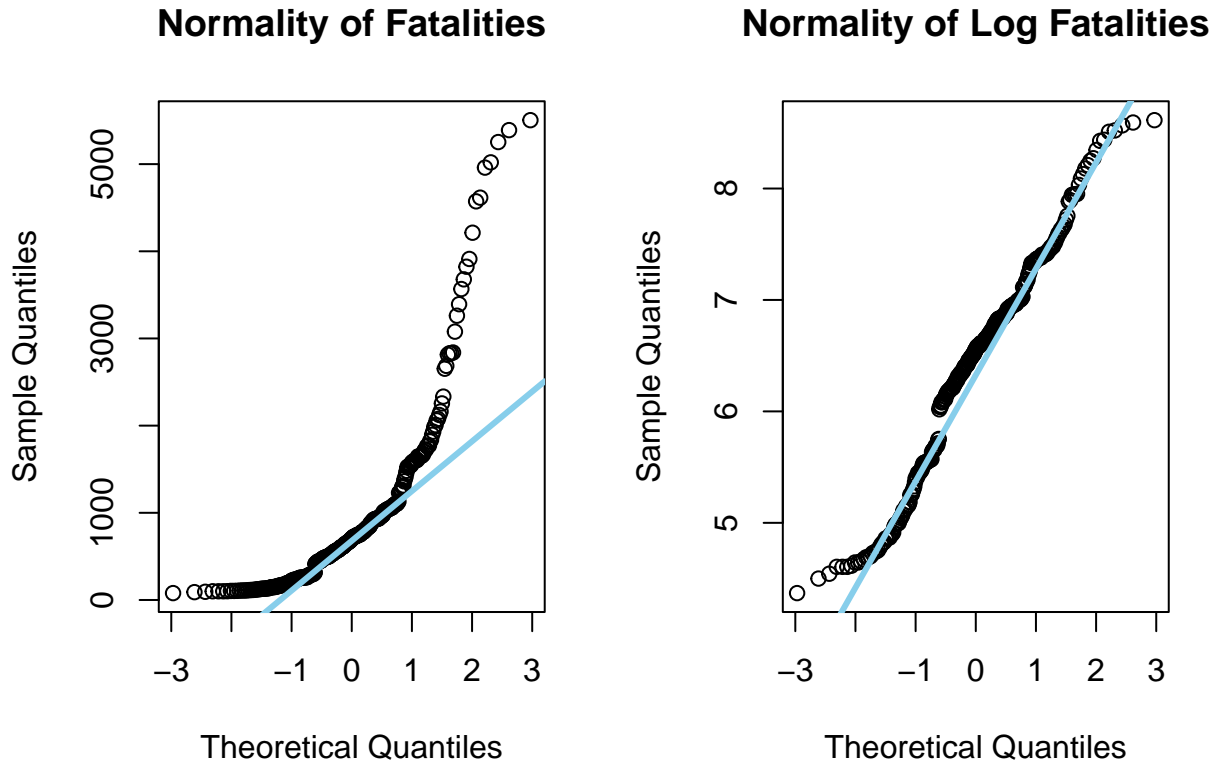 Normality of Fatalities
Sample Quantiles
5000
3000
1000
0
−3 −1 0 1 2 3
Theoretical Quantiles
Normality of Log Fatalities
Sample Quantiles
8
7
6
5
−3 −1 0 1 2 3
Theoretical Quantiles